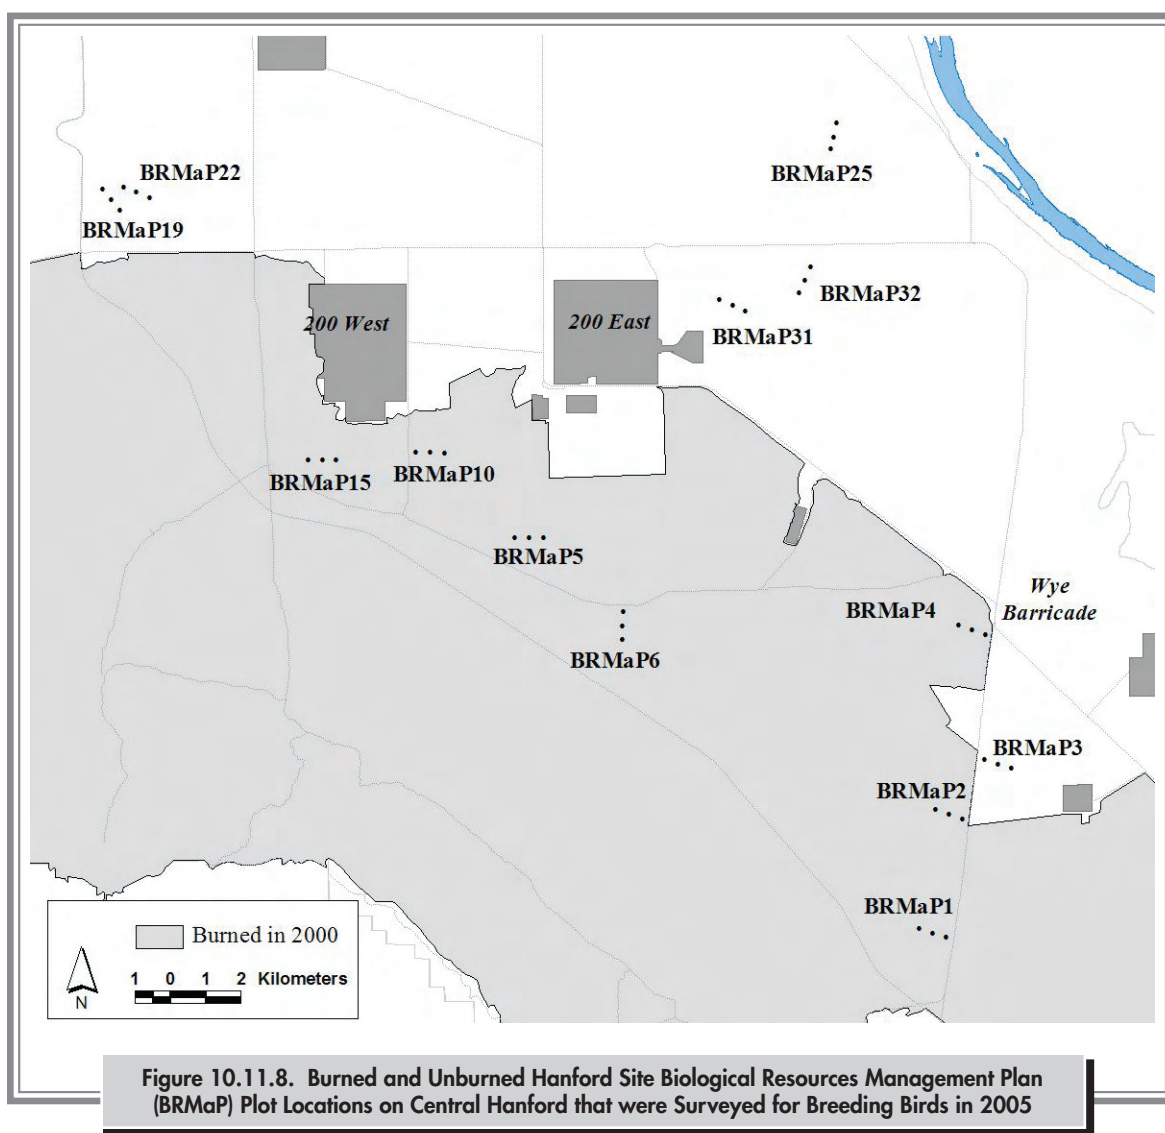 BRMaP22
BRMaP25
BRMaP19
BRMaP32
200 West
200 East
BRMaP31
BRMaP15
BRMaP10
BRMaP5
Wye
Barricade
BRMaP4
BRMaP6
BRMaP3
BRMaP2
BRMaP1
Burned in 2000
1 0 1 2 Kilometers
N
Figure 10.11.8. Burned and Unburned Hanford Site Biological Resources Management Plan
(BRMaP) Plot Locations on Central Hanford that were Surveyed for Breeding Birds in 2005